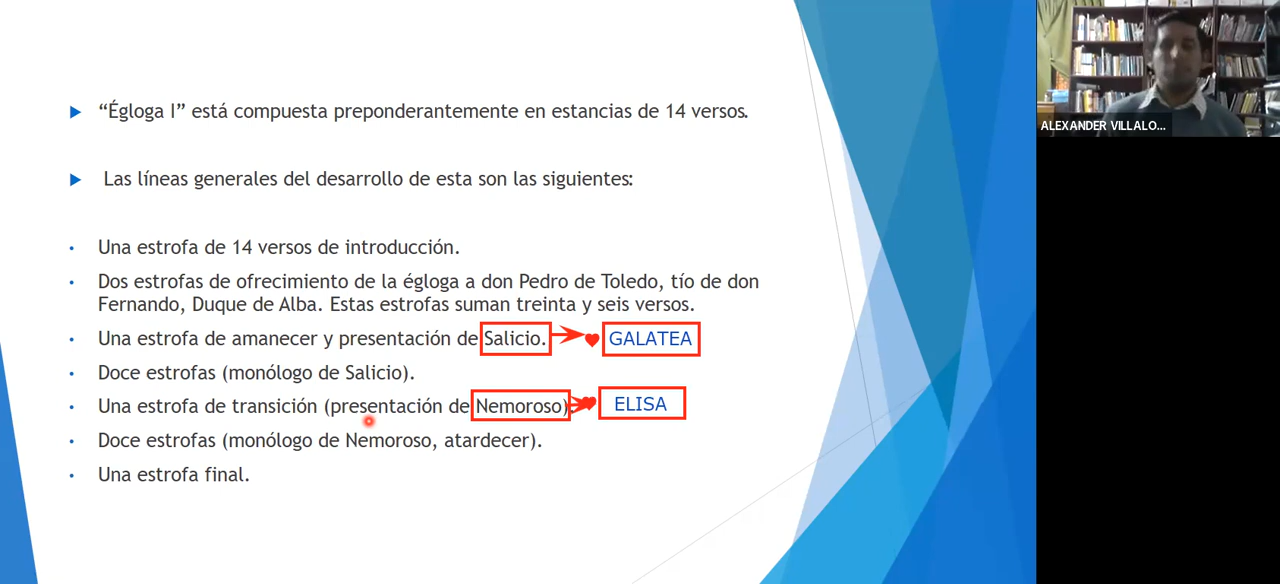 “Égloga I” está compuesta preponderantemente en estancias de 14 versos.
Las líneas generales del desarrollo de esta son las siguientes:
Una estrofa de 14 versos de introducción.
Dos estrofas de ofrecimiento de la égloga a don Pedro de Toledo, tío de don
Fernando, Duque de Alba. Estas estrofas suman treinta y seis versos.
Una estrofa de amanecer y presentación de Salicio. GALATEA
Doce estrofas (monólogo de Salicio).
Una estrofa de transición (presentación de Nemoroso). ELISA
Doce estrofas (monólogo de Nemoroso, atardecer).
Una estrofa final.
ALEXANDER VILLALO...